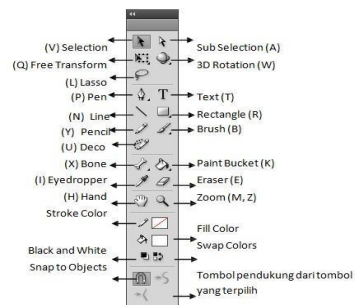 (V) Selection
Sub Selection (A)
(Q) Free Transform
3D Rotation (W)
(L) Lasso
(P) Pen
T
Text (T)
(N) Line
Rectangle (R)
(Y) Pencil
Brush (B)
(U) Deco
(X) Bone
Paint Bucket (K)
(I) Eyedropper
Eraser (E)
(H) Hand
Zoom (M, Z)
Stroke Color
Fill Color
Swap Colors
Black and White
Snap to Objects
Tombol pendukung dari tombol
yang terpilih